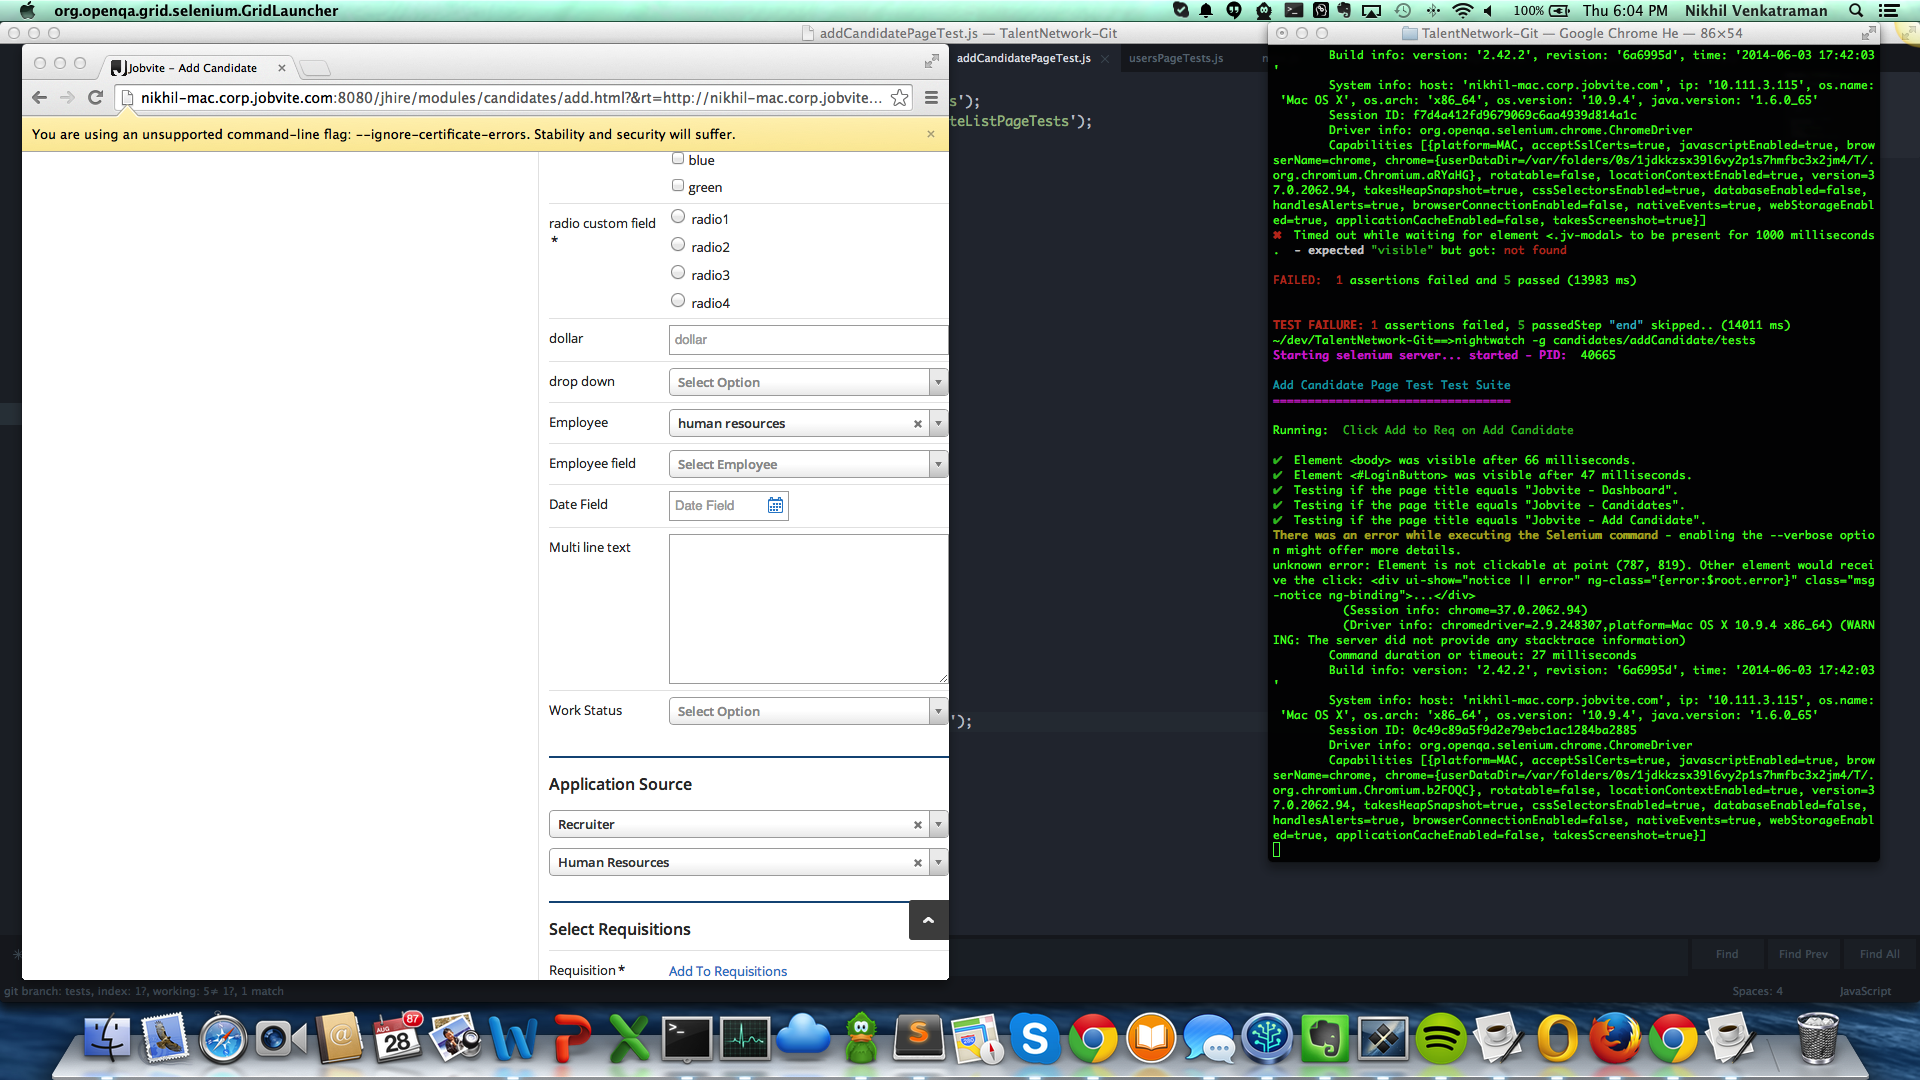 org.openqa.grid.selenium.GridLauncher
100%
Thu 6:04 PM
Nikhil Venkatraman
addCandidatePageTest.js — TalentNetwork-Git
Jobvite - Add Candidate
nikhil-mac.corp.jobvite.com:8080/jhire/modules/candidates/add.html?&rt=http://nikhil-mac.corp.jobvite...
You are using an unsupported command-line flag: --ignore-certificate-errors. Stability and security will suffer.
blue
green
radio custom field
*
radio1
radio2
radio3
radio4
dollar
dollar
drop down
Select Option
Employee
human resources
Employee field
Select Employee
Date Field
Date Field
Multi line text
Work Status
Select Option
Application Source
Recruiter
Human Resources
Select Requisitions
Requisition *
Add To Requisitions
addCandidatePageTest.js
usersPageTests.js
s');
teListPageTests');
');
Find
Find Prev
Find All
git branch: tests, index: 1?, working: 5≠ 1?, 1 match
Spaces: 4
JavaScript
TalentNetwork-Git — Google Chrome He — 86×54
Build info: version: '2.42.2', revision: '6a6995d', time: '2014-06-03 17:42:03
'
System info: host: 'nikhil-mac.corp.jobvite.com', ip: '10.111.3.115', os.name:
'Mac OS X', os.arch: 'x86_64', os.version: '10.9.4', java.version: '1.6.0_65'
Session ID: f7d4a412fd9679069c6aa4939d814a1c
Driver info: org.openqa.selenium.chrome.ChromeDriver
Capabilities [{platform=MAC, acceptSslCerts=true, javascriptEnabled=true, brow
serName=chrome, chrome={userDataDir=/var/folders/0s/1jdkkzsx39l6vy2p1s7hmfbc3x2jm4/T/.
org.chromium.Chromium.aRYaHG}, rotatable=false, locationContextEnabled=true, version=3
7.0.2062.94, takesHeapSnapshot=true, cssSelectorsEnabled=true, databaseEnabled=false,
handlesAlerts=true, browserConnectionEnabled=false, nativeEvents=true, webStorageEnabl
ed=true, applicationCacheEnabled=false, takesScreenshot=true}]
✖ Timed out while waiting for element <.jv-modal> to be present for 1000 milliseconds
. - expected "visible" but got: not found
FAILED: 1 assertions failed and 5 passed (13983 ms)
TEST FAILURE: 1 assertions failed, 5 passedStep "end" skipped.. (14011 ms)
~/dev/TalentNetwork-Git==>nightwatch -g candidates/addCandidate/tests
Starting selenium server... started - PID: 40665
Add Candidate Page Test Test Suite
==================================
Running: Click Add to Req on Add Candidate
✔ Element <body> was visible after 66 milliseconds.
✔ Element <#LoginButton> was visible after 47 milliseconds.
✔ Testing if the page title equals "Jobvite - Dashboard".
✔ Testing if the page title equals "Jobvite - Candidates".
✔ Testing if the page title equals "Jobvite - Add Candidate".
There was an error while executing the Selenium command - enabling the --verbose optio
n might offer more details.
unknown error: Element is not clickable at point (787, 819). Other element would recei
ve the click: <div ui-show="notice || error" ng-class="{error:$root.error}" class="msg
-notice ng-binding">...</div>
(Session info: chrome=37.0.2062.94)
(Driver info: chromedriver=2.9.248307,platform=Mac OS X 10.9.4 x86_64) (WARN
ING: The server did not provide any stacktrace information)
Command duration or timeout: 27 milliseconds
Build info: version: '2.42.2', revision: '6a6995d', time: '2014-06-03 17:42:03
'
System info: host: 'nikhil-mac.corp.jobvite.com', ip: '10.111.3.115', os.name:
'Mac OS X', os.arch: 'x86_64', os.version: '10.9.4', java.version: '1.6.0_65'
Session ID: 0c49c89a5f9d2e79ebc1ac1284ba2885
Driver info: org.openqa.selenium.chrome.ChromeDriver
Capabilities [{platform=MAC, acceptSslCerts=true, javascriptEnabled=true, brow
serName=chrome, chrome={userDataDir=/var/folders/0s/1jdkkzsx39l6vy2p1s7hmfbc3x2jm4/T/.
org.chromium.Chromium.b2FOQC}, rotatable=false, locationContextEnabled=true, version=3
7.0.2062.94, takesHeapSnapshot=true, cssSelectorsEnabled=true, databaseEnabled=false,
handlesAlerts=true, browserConnectionEnabled=false, nativeEvents=true, webStorageEnabl
ed=true, applicationCacheEnabled=false, takesScreenshot=true}]
AUG
28
87